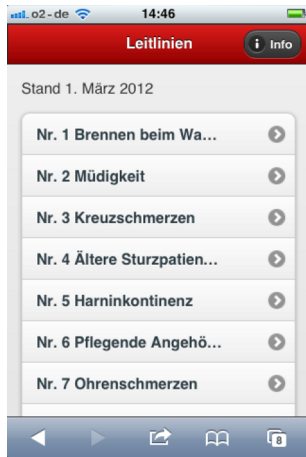 o2-de 14:46
Leitlinien i Info
Stand 1. März 2012
Nr. 1 Brennen beim Wa...
Nr. 2 Müdigkeit
Nr. 3 Kreuzschmerzen
Nr. 4 Ältere Sturzpatien...
Nr. 5 Harninkontinenz
Nr. 6 Pflegende Angehö...
Nr. 7 Ohrenschmerzen
8